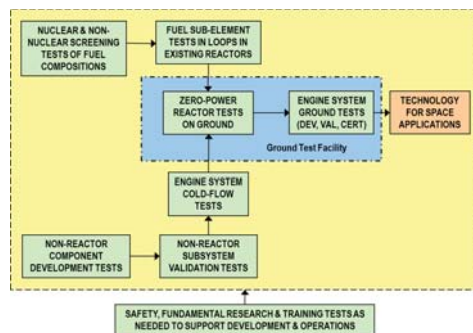 NUCLEAR & NON-
NUCLEAR SCREENING
TESTS OF FUEL
COMPOSITIONS
FUEL SUB-ELEMENT
TESTS IN LOOPS IN
EXISTING REACTORS
ZERO-POWER
REACTOR TESTS
ON GROUND
ENGINE SYSTEM
GROUND TESTS
(DEV, VAL, CERT)
TECHNOLOGY
FOR SPACE
APPLICATIONS
Ground Test Facility
ENGINE SYSTEM
COLD-FLOW
TESTS
NON-REACTOR
COMPONENT
DEVELOPMENT TESTS
NON-REACTOR
SUBSYSTEM
VALIDATION TESTS
SAFETY, FUNDAMENTAL RESEARCH & TRAINING TESTS AS
NEEDED TO SUPPORT DEVELOPMENT & OPERATIONS